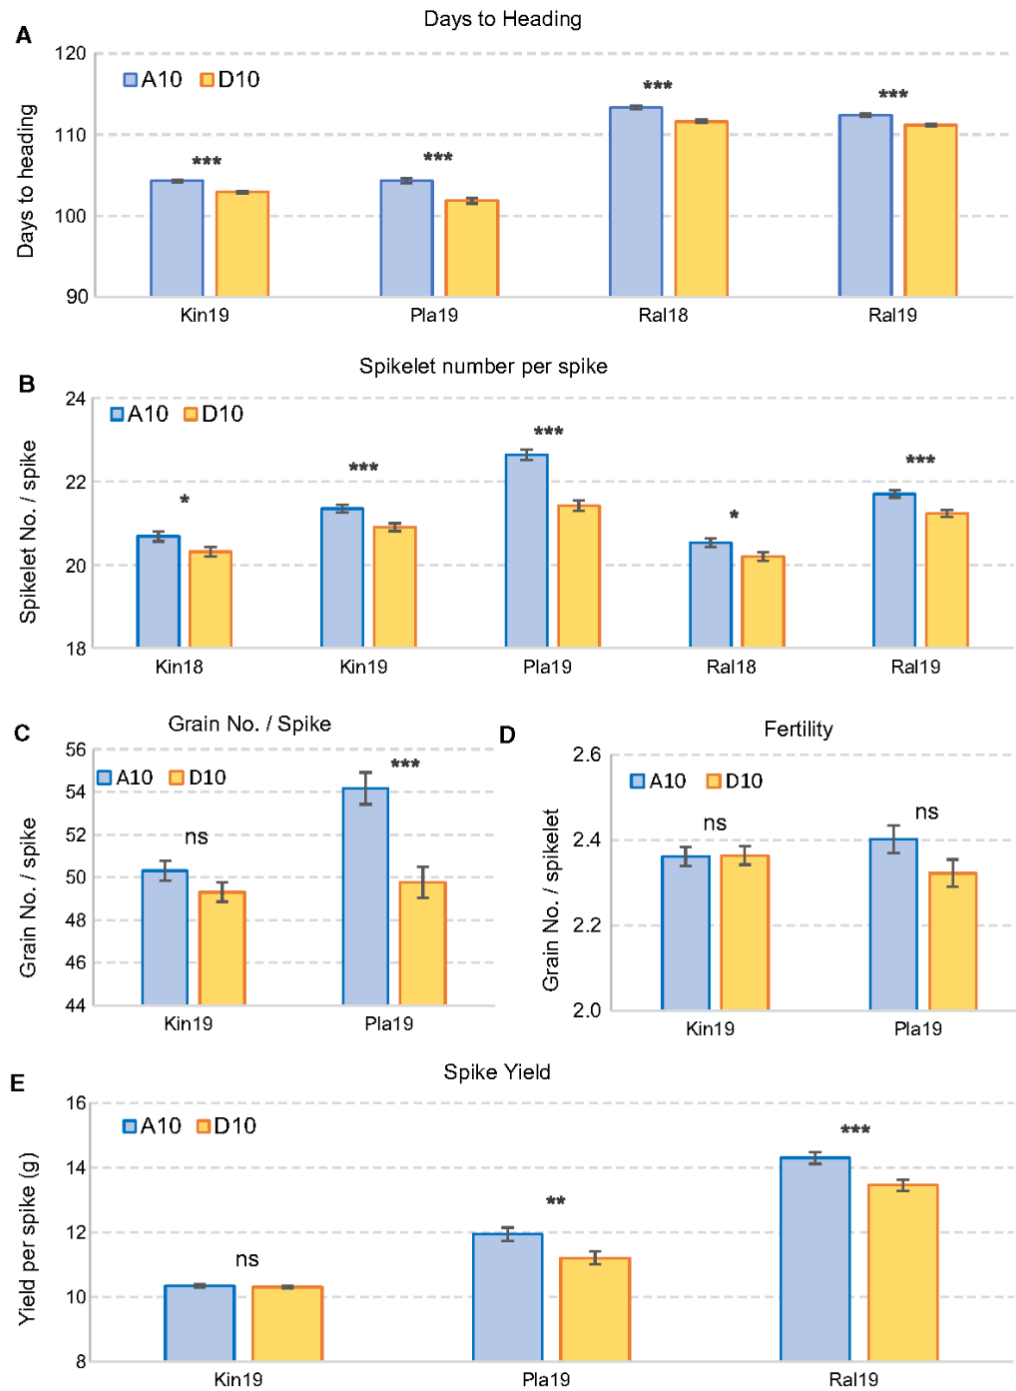 A
Days to Heading
Days to heading
120
110
100
90
A10 D10
***
***
***
***
Kin19 Pla19 Ral18 Ral19
B
Spikelet number per spike
Spikelet No. / spike
24
22
20
18
A10 D10
*
***
***
*
***
Kin18 Kin19 Pla19 Ral18 Ral19
C
Grain No. / Spike
Grain No. / spike
56
54
52
50
48
46
44
A10 D10
ns
***
Kin19 Pla19
D
Fertility
Grain No. / spikelet
2.6
2.4
2.2
2.0
A10 D10
ns
ns
Kin19 Pla19
E
Spike Yield
Yield per spike (g)
16
14
12
10
8
A10 D10
ns
**
***
Kin19 Pla19 Ral19